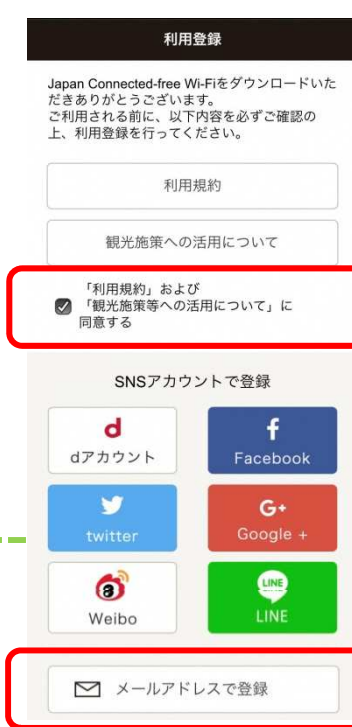 利用登録
Japan Connected-free Wi-Fiをダウンロードいた
だきありがとうございます。
ご利用される前に、以下内容を必ずご確認の
上、利用登録を行ってください。
利用規約
観光施策への活用について
「利用規約」および
「観光施策等への活用について」に
同意する
SNSアカウントで登録
d
dアカウント
f
Facebook
twitter
G+
Google +
Weibo
LINE
LINE
メールアドレスで登録